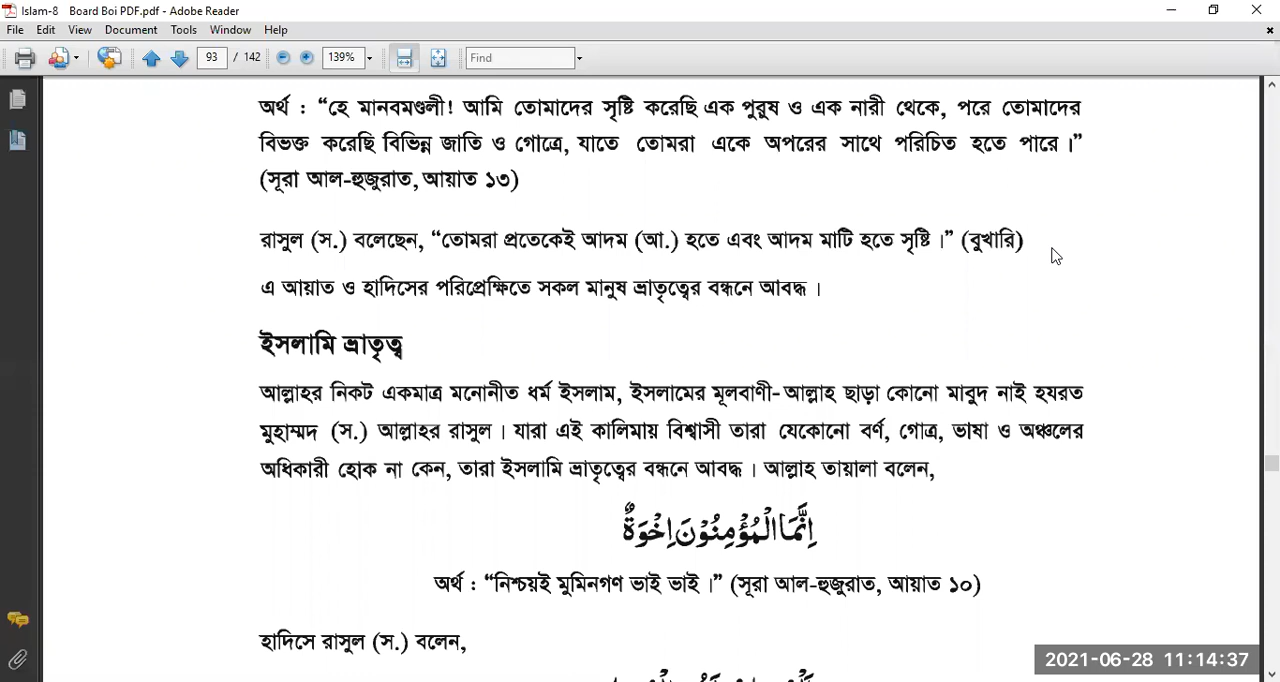 Islam-8 Board Boi PDF.pdf - Adobe Reader
File Edit View Document Tools Window Help
93 / 142 139% Find
অর্থ : “হে মানবমণ্ডলী! আমি তোমাদের সৃষ্টি করেছি এক পুরুষ ও এক নারী থেকে, পরে তোমাদের
বিভক্ত করেছি বিভিন্ন জাতি ও গোত্রে, যাতে তোমরা একে অপরের সাথে পরিচিত হতে পারে।”
(সূরা আল-হুজুরাত, আয়াত ১৩)
রাসুল (স.) বলেছেন, “তোমরা প্রতেকেই আদম (আ.) হতে এবং আদম মাটি হতে সৃষ্টি।” (বুখারি)
এ আয়াত ও হাদিসের পরিপ্রেক্ষিতে সকল মানুষ ভ্রাতৃত্বের বন্ধনে আবদ্ধ।
ইসলামি ভ্রাতৃত্ব
আল্লাহর নিকট একমাত্র মনোনীত ধর্ম ইসলাম, ইসলামের মূলবাণী-আল্লাহ ছাড়া কোনো মাবুদ নাই হযরত
মুহাম্মদ (স.) আল্লাহর রাসুল। যারা এই কালিমায় বিশ্বাসী তারা যেকোনো বর্ণ, গোত্র, ভাষা ও অঞ্চলের
অধিকারী হোক না কেন, তারা ইসলামি ভ্রাতৃত্বের বন্ধনে আবদ্ধ। আল্লাহ তায়ালা বলেন,
اِنَّمَا الْمُؤْمِنُوْنَ اِخْوَةٌ
অর্থ : “নিশ্চয়ই মুমিনগণ ভাই ভাই।” (সূরা আল-হুজুরাত, আয়াত ১০)
হাদিসে রাসুল (স.) বলেন,
2021-06-28 11:14:37